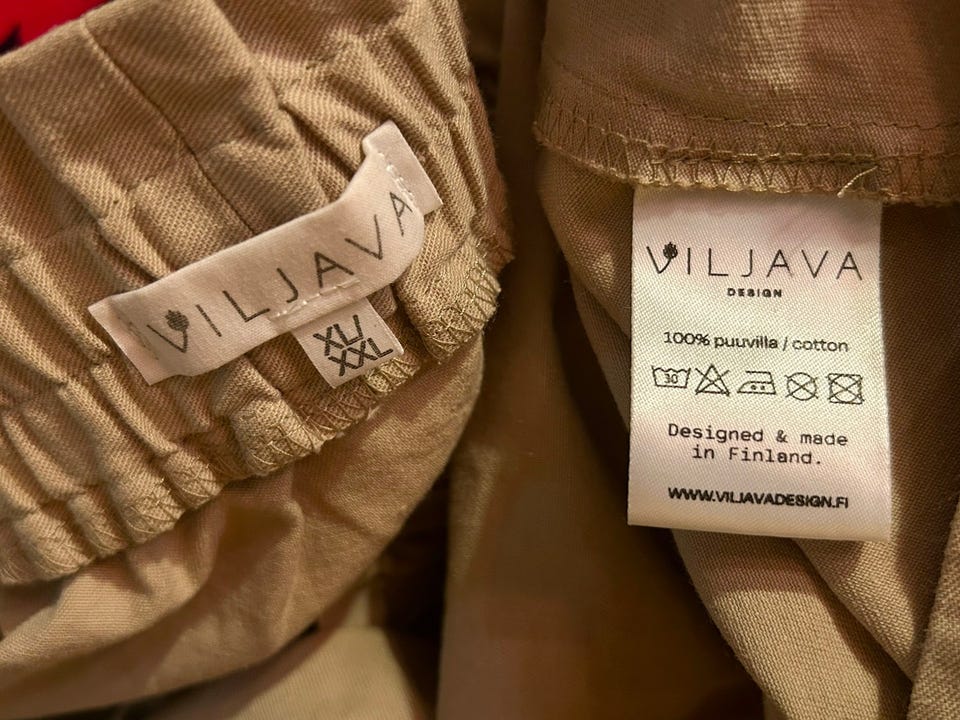 VILJAVA
XL/
XXL
VILJAVA
DESIGN
100% puuvilla / cotton
30
Designed & made
in Finland.
WWW.VILJAVADESIGN.FI